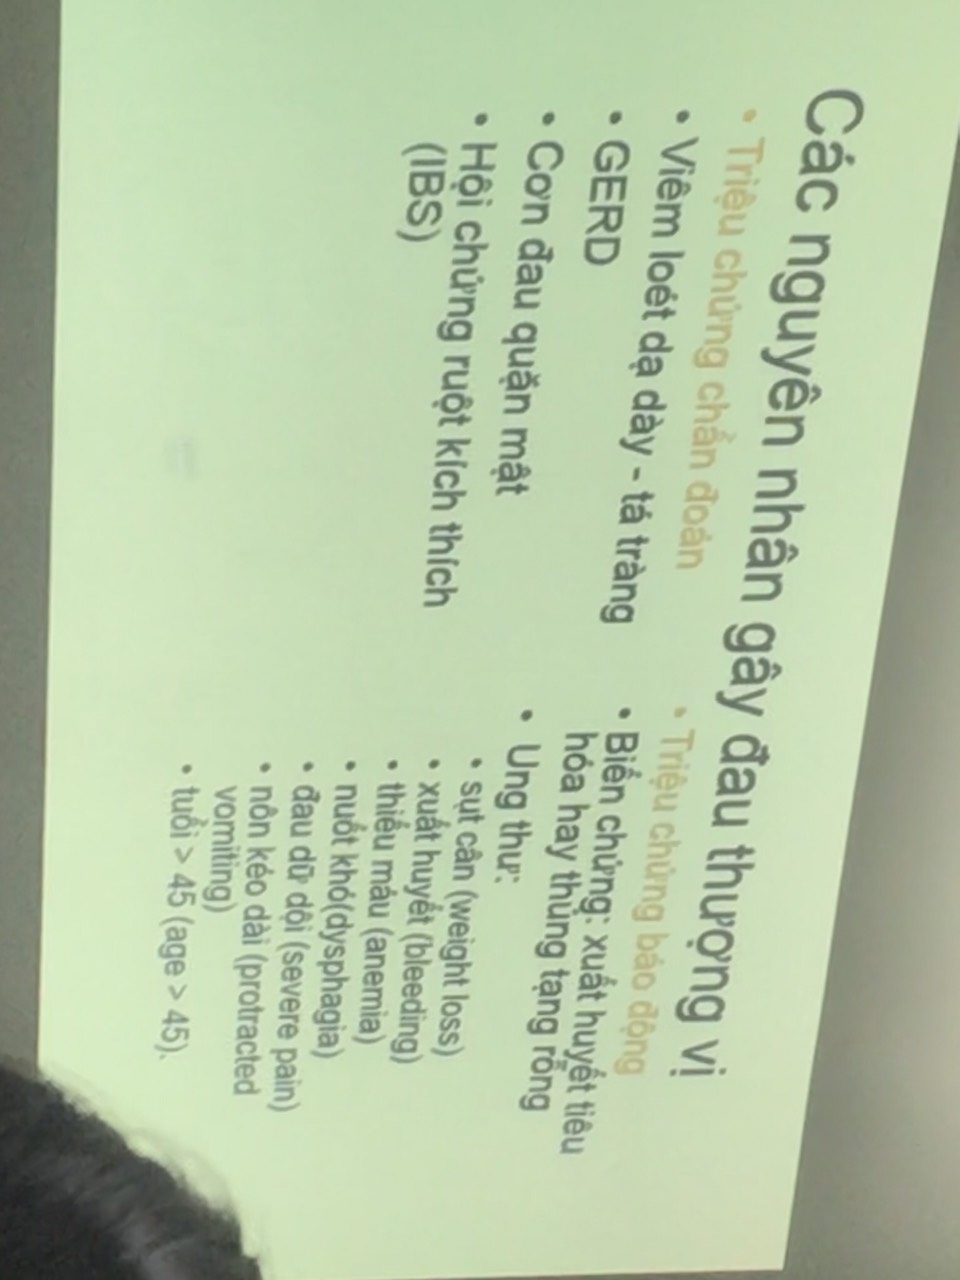 Các nguyên nhân gây đau thượng vị
• Triệu chứng chẩn đoán
• Viêm loét dạ dày - tá tràng
• GERD
• Cơn đau quặn mật
• Hội chứng ruột kích thích
(IBS)
• Triệu chứng báo động
• Biến chứng: xuất huyết tiêu
hóa hay thủng tạng rỗng
• Ung thư:
• sụt cân (weight loss)
• xuất huyết (bleeding)
• thiếu máu (anemia)
• nuốt khó(dysphagia)
• đau dữ dội (severe pain)
• nôn kéo dài (protracted
vomiting)
• tuổi > 45 (age > 45).